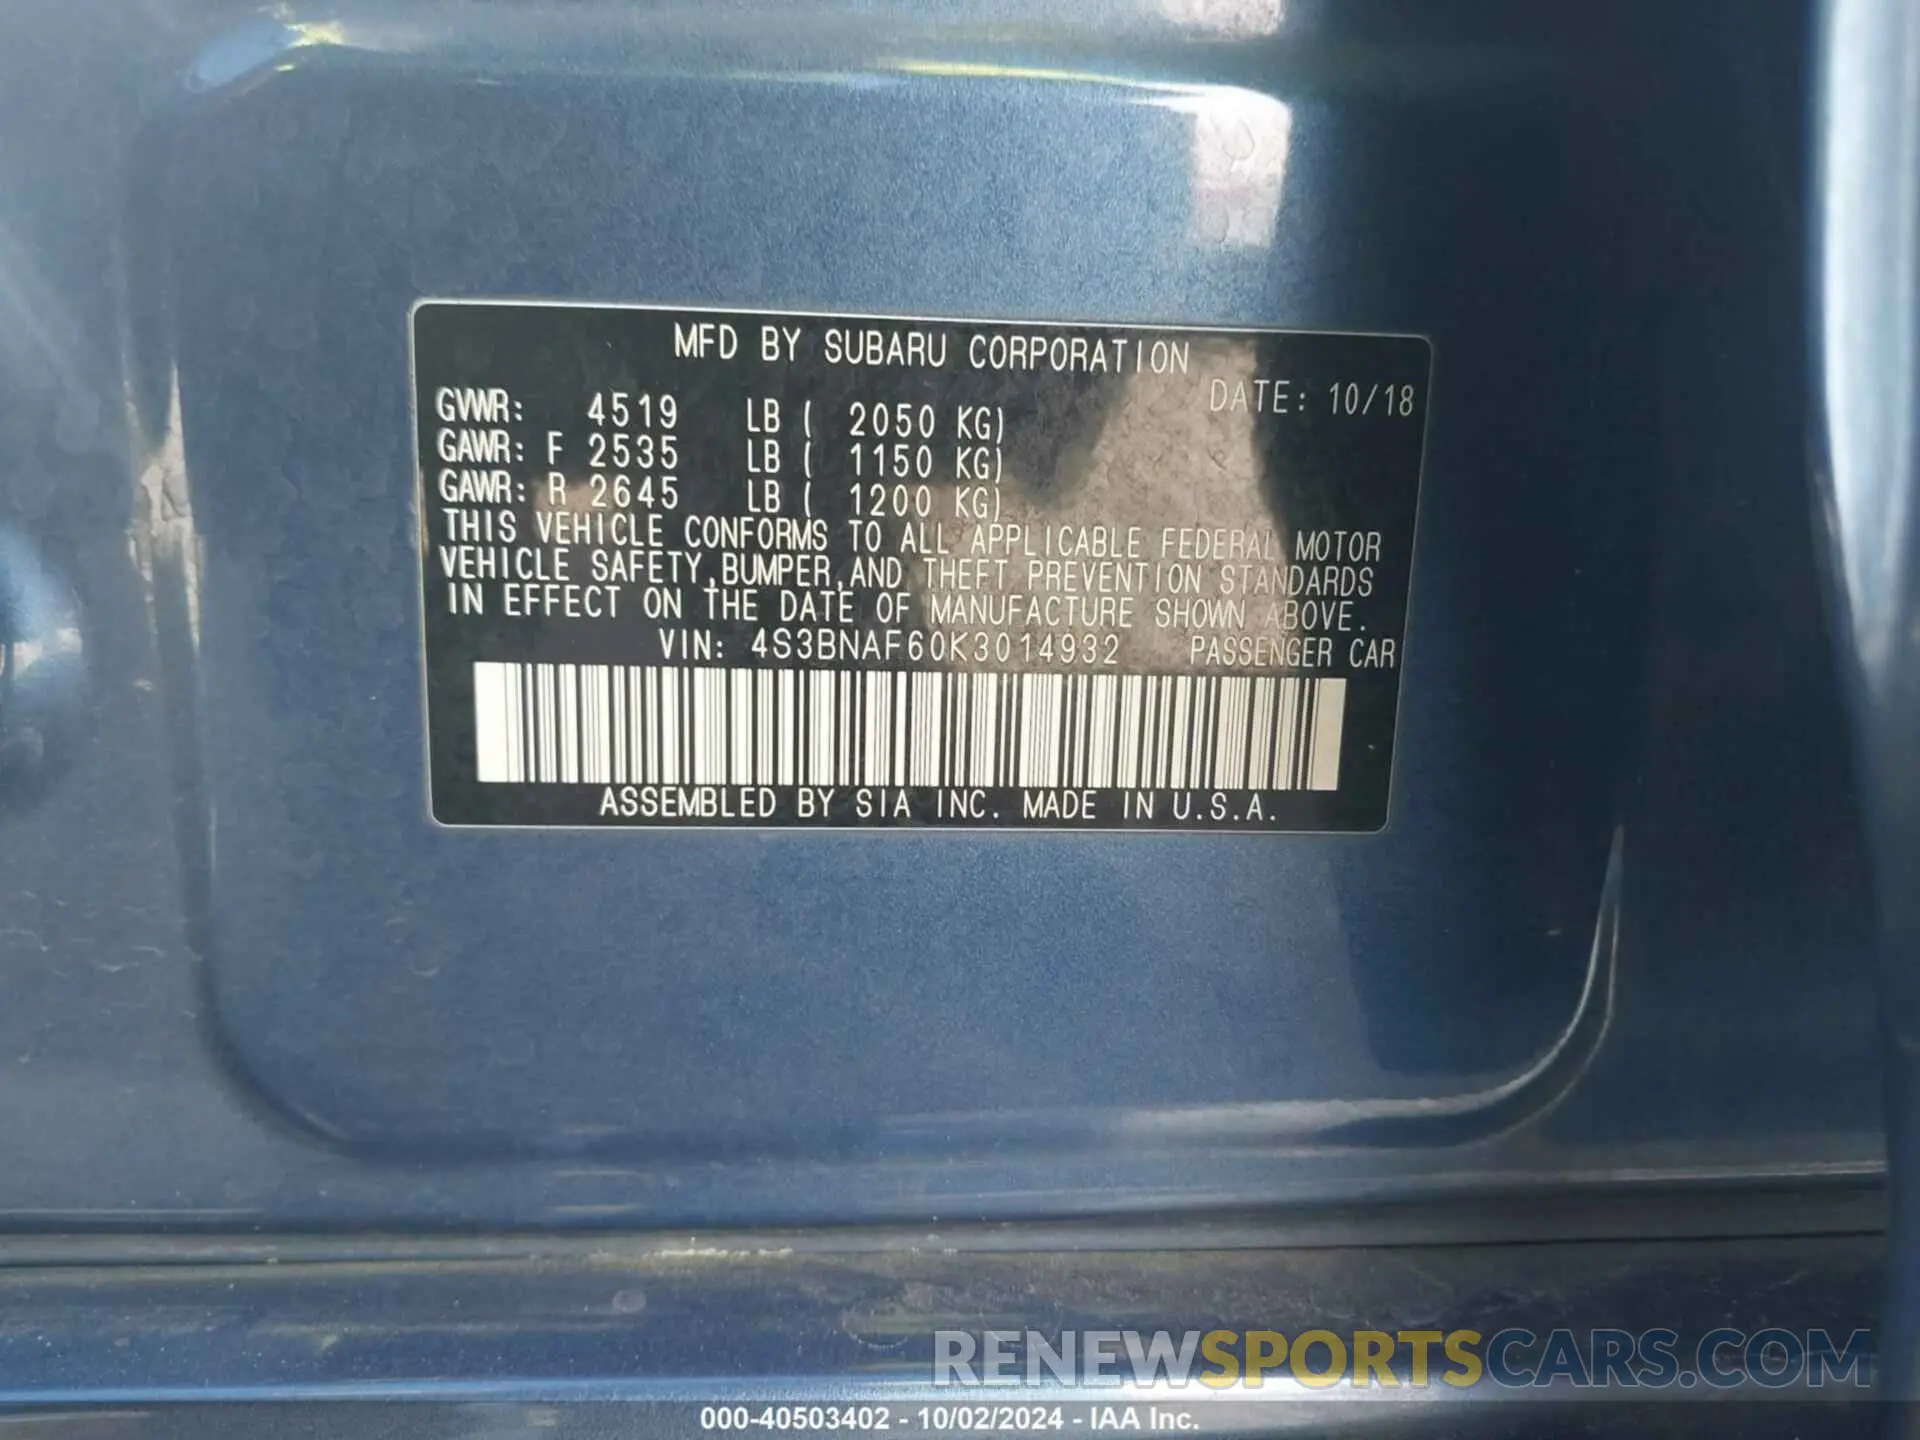 MFD BY SUBARU CORPORATION
DATE: 10/18
GVWR: 4519 LB ( 2050 KG)
GAWR: F 2535 LB ( 1150 KG)
GAWR: R 2645 LB ( 1200 KG)
THIS VEHICLE CONFORMS TO ALL APPLICABLE FEDERAL MOTOR
VEHICLE SAFETY,BUMPER,AND THEFT PREVENTION STANDARDS
IN EFFECT ON THE DATE OF MANUFACTURE SHOWN ABOVE.
VIN: 4S3BNAF60K3014932 PASSENGER CAR
ASSEMBLED BY SIA INC. MADE IN U.S.A.
RENEWSPORTSCARS.COM
000-40503402 - 10/02/2024 - IAA Inc.